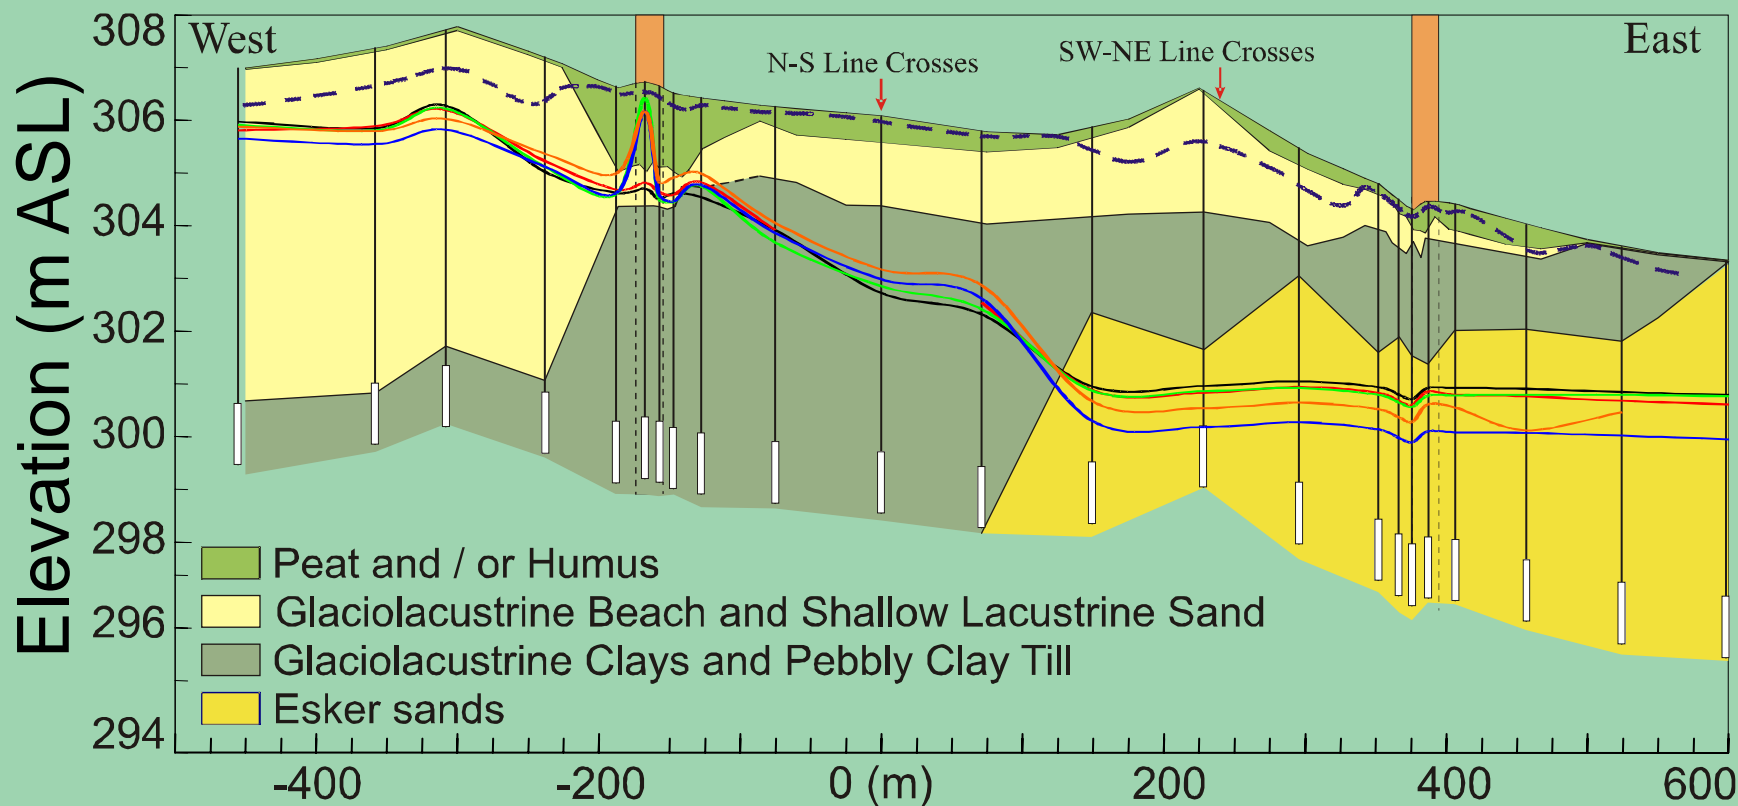 West
East
N-S Line Crosses
SW-NE Line Crosses
Elevation (m ASL)
308
306
304
302
300
298
296
294
Peat and / or Humus
Glaciolacustrine Beach and Shallow Lacustrine Sand
Glaciolacustrine Clays and Pebbly Clay Till
Esker sands
-400
-200
0 (m)
200
400
600